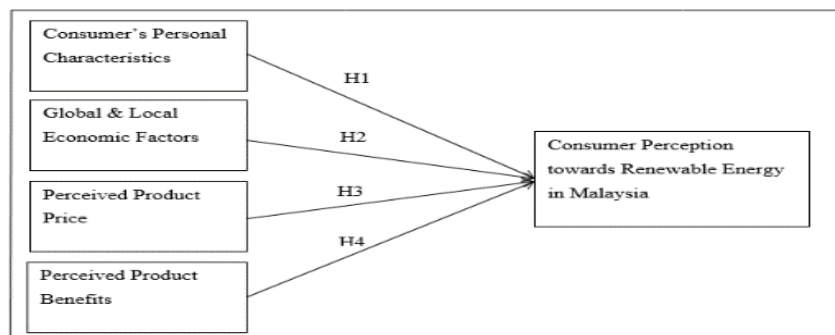 Consumer's Personal
Characteristics
H1
Global & Local
Economic Factors
H2
Consumer Perception
towards Renewable Energy
in Malaysia
Perceived Product
Price
H3
H4
Perceived Product
Benefits